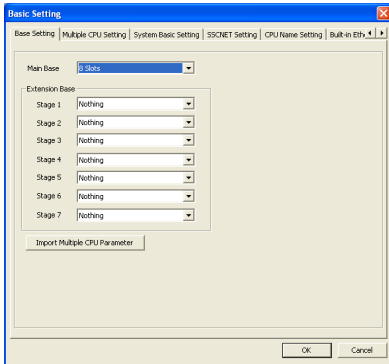 Basic Setting
Base Setting Multiple CPU Setting System Basic Setting SSCNET Setting CPU Name Setting Built-in Eth
Main Base 8 Slots
Extension Base
Stage 1 Nothing
Stage 2 Nothing
Stage 3 Nothing
Stage 4 Nothing
Stage 5 Nothing
Stage 6 Nothing
Stage 7 Nothing
Import Multiple CPU Parameter
OK Cancel